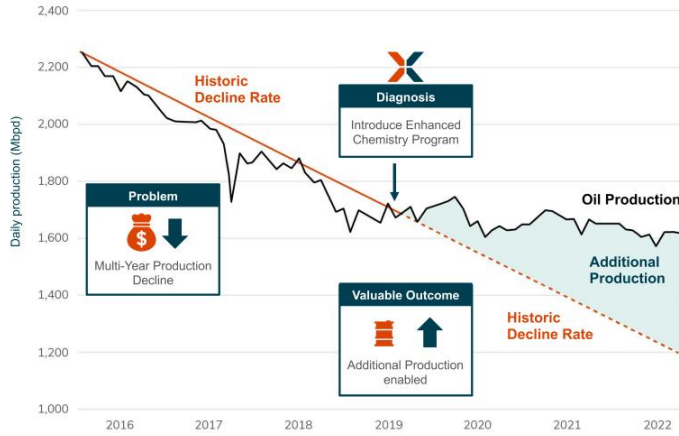 2,400
2,200
2,000
1,800
1,600
1,400
1,200
1,000
Daily production (Mbpd)
Historic
Decline Rate
Diagnosis
Introduce Enhanced
Chemistry Program
Problem
$
Multi-Year Production
Decline
Oil Production
Additional
Production
Valuable Outcome
Additional Production
enabled
Historic
Decline Rate
2016
2017
2018
2019
2020
2021
2022